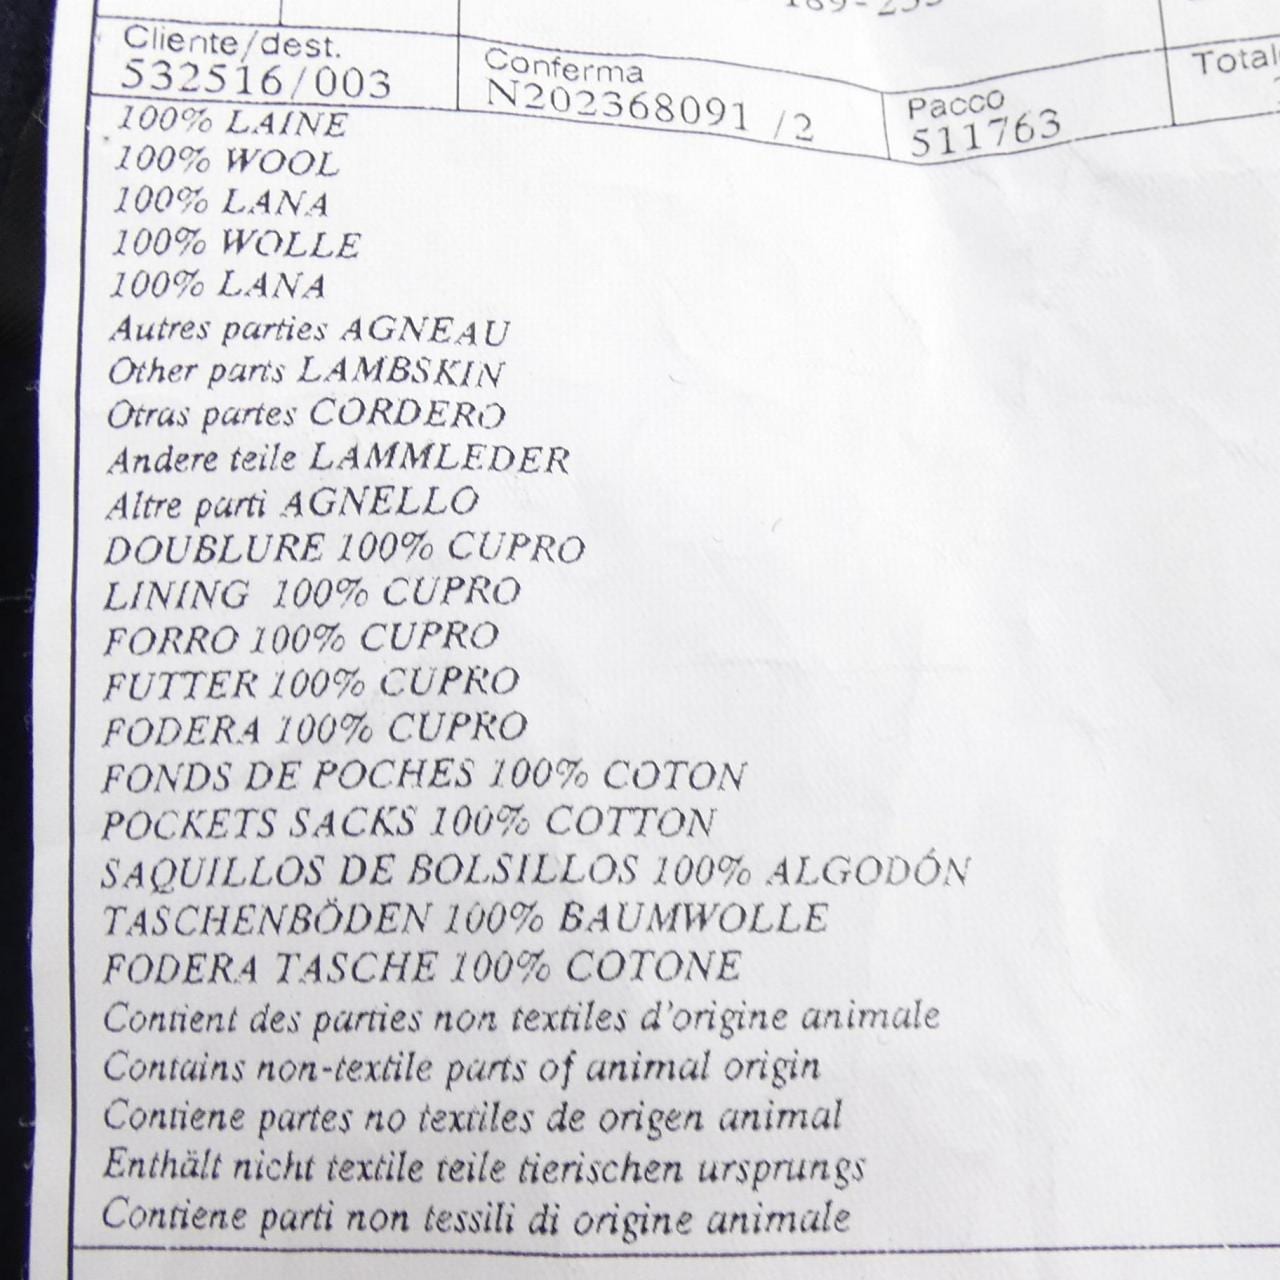 Cliente/dest.
532516/003
Conferma
N202368091 /2
Pacco
511763
100% LAINE
100% WOOL
100% LANA
100% WOLLE
100% LANA
Autres parties AGNEAU
Other parts LAMBSKIN
Otras partes CORDERO
Andere teile LAMMLEDER
Altre parti AGNELLO
DOUBLURE 100% CUPRO
LINING 100% CUPRO
FORRO 100% CUPRO
FUTTER 100% CUPRO
FODERA 100% CUPRO
FONDS DE POCHES 100% COTON
POCKETS SACKS 100% COTTON
SAQUILLOS DE BOLSILLOS 100% ALGODÓN
TASCHENBÖDEN 100% BAUMWOLLE
FODERA TASCHE 100% COTONE
Contient des parties non textiles d'origine animale
Contains non-textile parts of animal origin
Contiene partes no textiles de origen animal
Enthält nicht textile teile tierischen ursprungs
Contiene parti non tessili di origine animale